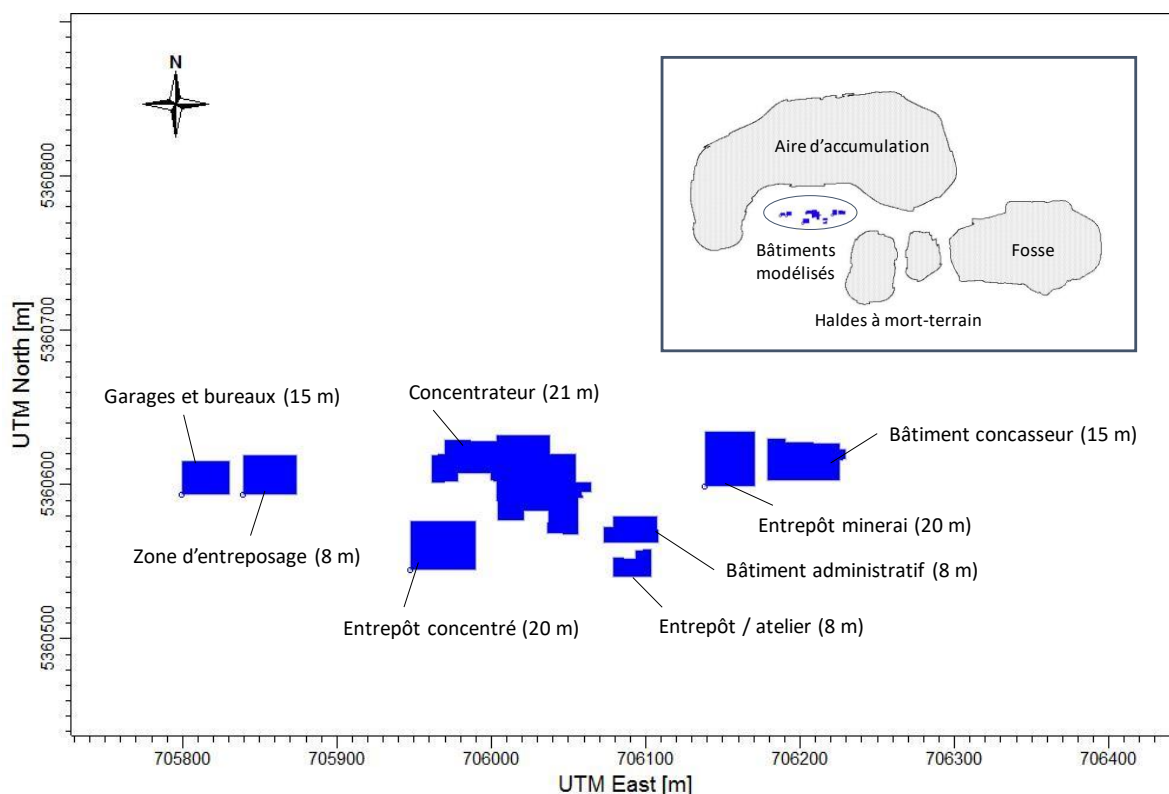 N
Aire d'accumulation
Bâtiments
modélisés
Fosse
Haldes à mort-terrain
UTM North [m]
5360800
5360700
5360600
5360500
Garages et bureaux (15 m)
Concentrateur (21 m)
Bâtiment concasseur (15 m)
Zone d'entreposage (8 m)
Entrepôt minerai (20 m)
Bâtiment administratif (8 m)
Entrepôt concentré (20 m)
Entrepôt / atelier (8 m)
705800
705900
706000
706100
706200
706300
706400
UTM East [m]